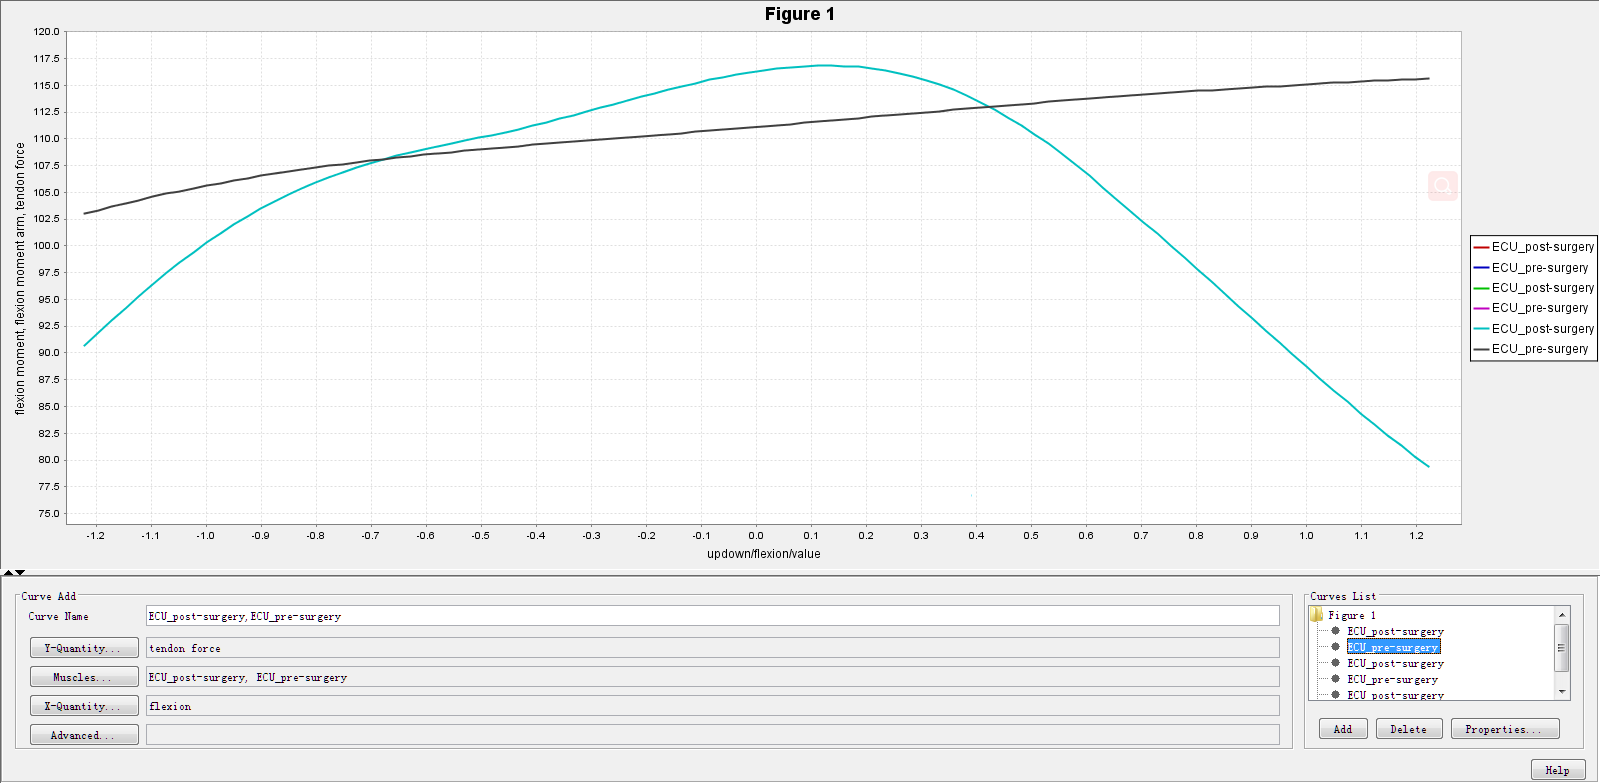 Figure 1
flexion moment, flexion moment arm, tendon force
120.0
117.5
115.0
112.5
110.0
107.5
105.0
102.5
100.0
97.5
95.0
92.5
90.0
87.5
85.0
82.5
80.0
77.5
75.0
-1.2 -1.1 -1.0 -0.9 -0.8 -0.7 -0.6 -0.5 -0.4 -0.3 -0.2 -0.1 0.0 0.1 0.2 0.3 0.4 0.5 0.6 0.7 0.8 0.9 1.0 1.1 1.2
updown/flexion/value
ECU_post-surgery
ECU_pre-surgery
ECU_post-surgery
ECU_pre-surgery
ECU_post-surgery
ECU_pre-surgery
Curve Add
Curve Name ECU_post-surgery,ECU_pre-surgery
Y-Quantity... tendon force
Muscles... ECU_post-surgery, ECU_pre-surgery
X-Quantity... flexion
Advanced...
Curves List
Figure 1
ECU_post-surgery
ECU_pre-surgery
ECU_post-surgery
ECU_pre-surgery
ECU_post-surgery
Add Delete Properties...
Help